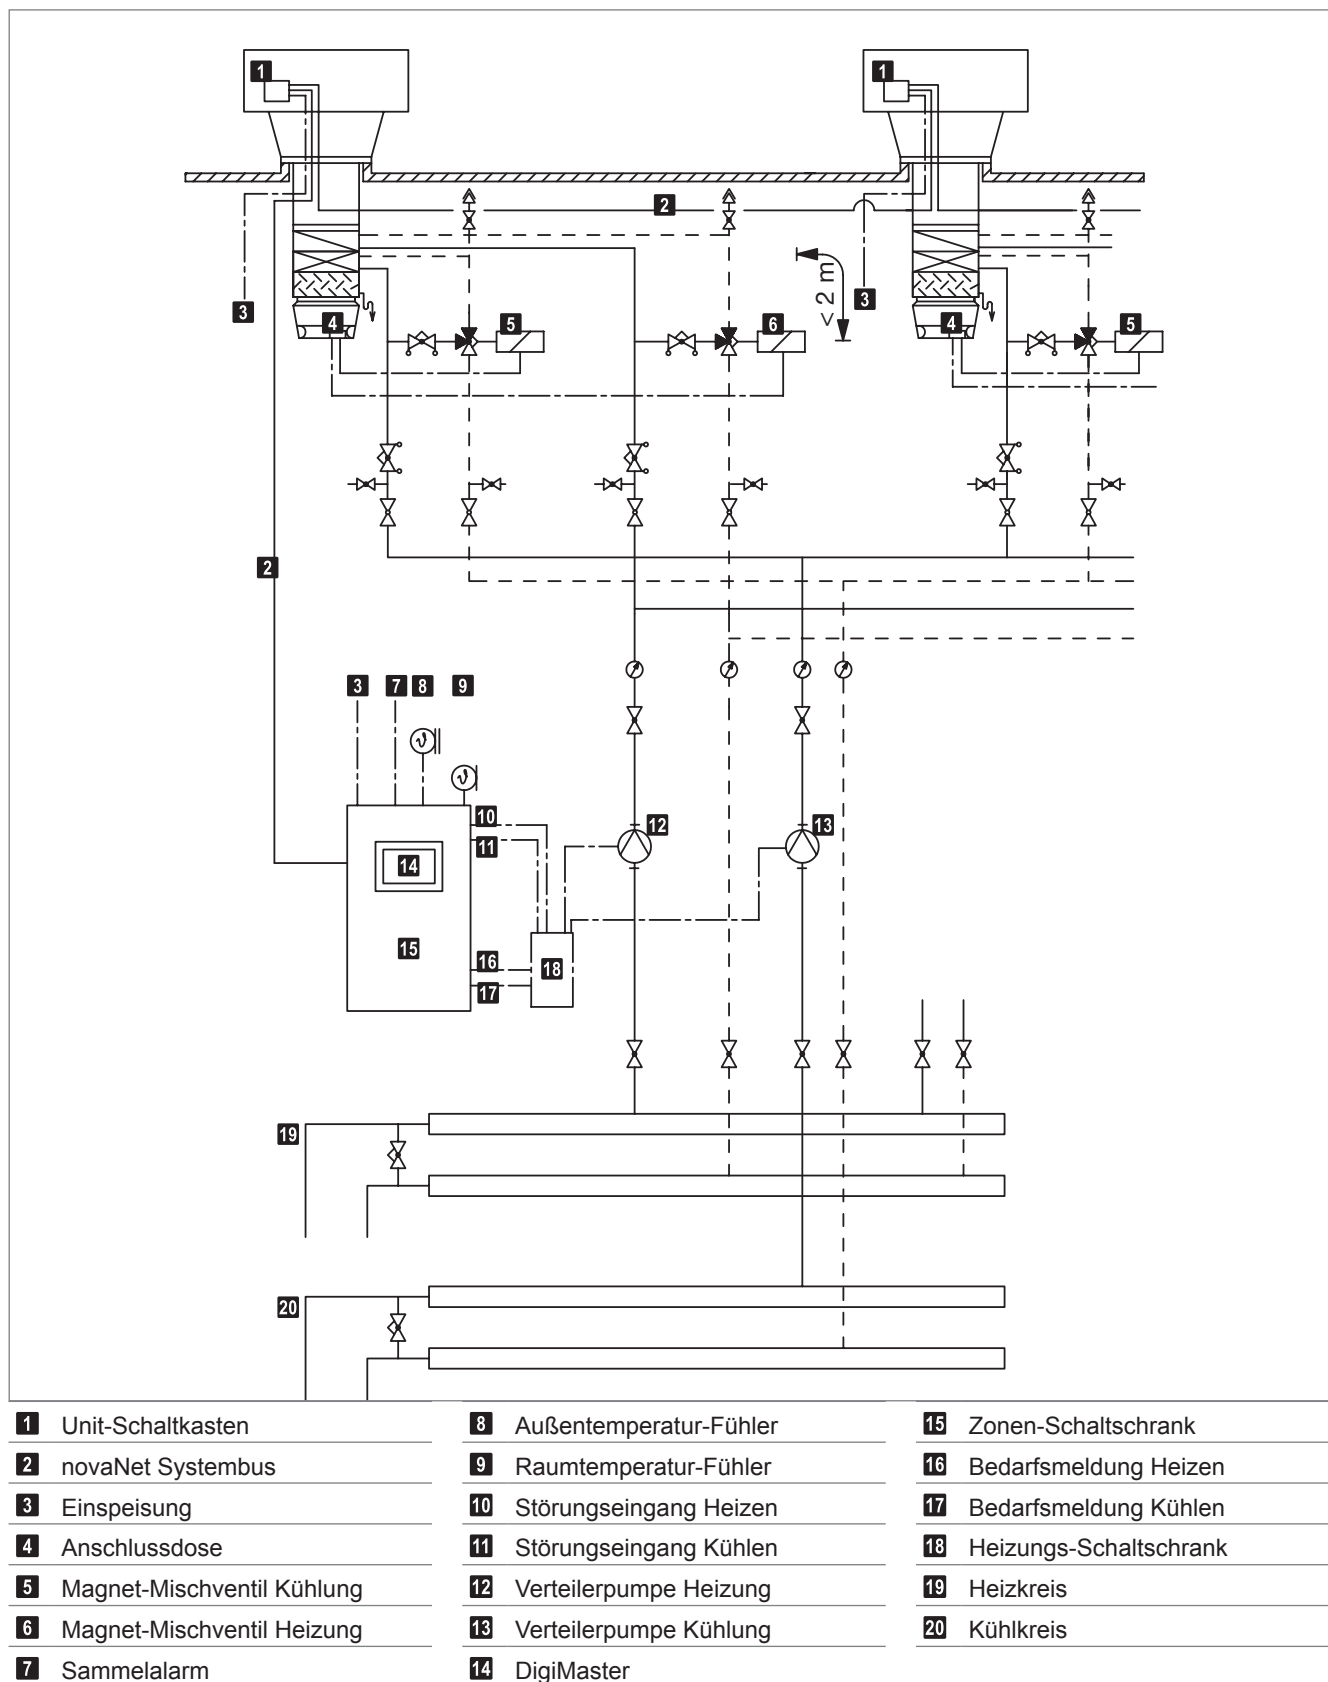 1
1
2
3
3
4
5
6
< 2 m
4
5
2
3
7
8
9
ϑ
ϑ
10
11
12
13
14
15
16
17
18
19
20
1 Unit-Schaltkasten
2 novaNet Systembus
3 Einspeisung
4 Anschlussdose
5 Magnet-Mischventil Kühlung
6 Magnet-Mischventil Heizung
7 Sammelalarm
8 Außentemperatur-Fühler
9 Raumtemperatur-Fühler
10 Störungseingang Heizen
11 Störungseingang Kühlen
12 Verteilerpumpe Heizung
13 Verteilerpumpe Kühlung
14 DigiMaster
15 Zonen-Schaltschrank
16 Bedarfsmeldung Heizen
17 Bedarfsmeldung Kühlen
18 Heizungs-Schaltschrank
19 Heizkreis
20 Kühlkreis